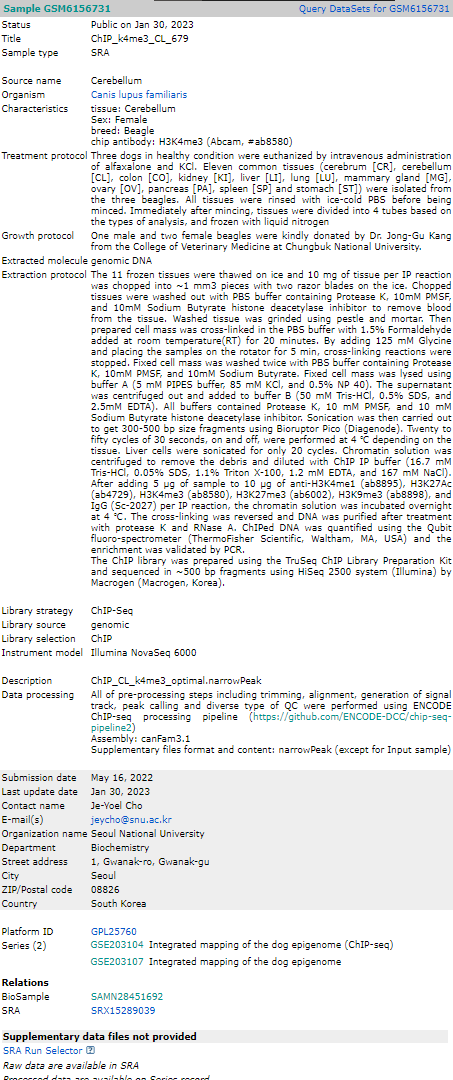 Sample GSM6156731 Query DataSets for GSM6156731
Status Public on Jan 30, 2023
Title ChIP_k4me3_CL_679
Sample type SRA
Source name Cerebellum
Organism Canis lupus familiaris
Characteristics tissue: Cerebellum
Sex: Female
breed: Beagle
chip antibody: H3K4me3 (Abcam, #ab8580)
Treatment protocol Three dogs in healthy condition were euthanized by intravenous administration
of alfaxalone and KCl. Eleven common tissues (cerebrum [CR], cerebellum
[CL], colon [CO], kidney [KI], liver [LI], lung [LU], mammary gland [MG],
ovary [OV], pancreas [PA], spleen [SP] and stomach [ST]) were isolated from
the three beagles. All tissues were rinsed with ice-cold PBS before being
minced. Immediately after mincing, tissues were divided into 4 tubes based on
the types of analysis, and frozen with liquid nitrogen
Growth protocol One male and two female beagles were kindly donated by Dr. Jong-Gu Kang
from the College of Veterinary Medicine at Chungbuk National University.
Extracted molecule genomic DNA
Extraction protocol The 11 frozen tissues were thawed on ice and 10 mg of tissue per IP reaction
was chopped into ~1 mm3 pieces with two razor blades on the ice. Chopped
tissues were washed out with PBS buffer containing Protease K, 10mM PMSF,
and 10mM Sodium Butyrate histone deacetylase inhibitor to remove blood
from the tissue. Washed tissue was grinded using pestle and mortar. Then
prepared cell mass was cross-linked in the PBS buffer with 1.5% Formaldehyde
added at room temperature(RT) for 20 minutes. By adding 125 mM Glycine
and placing the samples on the rotator for 5 min, cross-linking reactions were
stopped. Fixed cell mass was washed twice with PBS buffer containing Protease
K, 10mM PMSF, and 10mM Sodium Butyrate. Fixed cell mass was lysed using
buffer A (5 mM PIPES buffer, 85 mM KCl, and 0.5% NP 40). The supernatant
was centrifuged out and added to buffer B (50 mM Tris-HCl, 0.5% SDS, and
2.5mM EDTA). All buffers contained Protease K, 10 mM PMSF, and 10 mM
Sodium Butyrate histone deacetylase inhibitor. Sonication was then carried out
to get 300-500 bp size fragments using Bioruptor Pico (Diagenode). Twenty to
fifty cycles of 30 seconds, on and off, were performed at 4 ℃ depending on the
tissue. Liver cells were sonicated for only 20 cycles. Chromatin solution was
centrifuged to remove the debris and diluted with ChIP IP buffer (16.7 mM
Tris-HCl, 0.05% SDS, 1.1% Triton X-100, 1.2 mM EDTA, and 167 mM NaCl).
After adding 5 µg of sample to 10 µg of anti-H3K4me1 (ab8895), H3K27Ac
(ab4729), H3K4me3 (ab8580), H3K27me3 (ab6002), H3K9me3 (ab8898), and
IgG (Sc-2027) per IP reaction, the chromatin solution was incubated overnight
at 4 ℃. The cross-linking was reversed and DNA was purified after treatment
with protease K and RNase A. ChIPed DNA was quantified using the Qubit
fluoro-spectrometer (ThermoFisher Scientific, Waltham, MA, USA) and the
enrichment was validated by PCR.
The ChIP library was prepared using the TruSeq ChIP Library Preparation Kit
and sequenced in ~500 bp fragments using HiSeq 2500 system (Illumina) by
Macrogen (Macrogen, Korea).
Library strategy ChIP-Seq
Library source genomic
Library selection ChIP
Instrument model Illumina NovaSeq 6000
Description ChIP_CL_k4me3_optimal.narrowPeak
Data processing All of pre-processing steps including trimming, alignment, generation of signal
track, peak calling and diverse type of QC were performed using ENCODE
ChIP-seq processing pipeline (https://github.com/ENCODE-DCC/chip-seq-
pipeline2)
Assembly: canFam3.1
Supplementary files format and content: narrowPeak (except for Input sample)
Submission date May 16, 2022
Last update date Jan 30, 2023
Contact name Je-Yoel Cho
E-mail(s) jeycho@snu.ac.kr
Organization name Seoul National University
Department Biochemistry
Street address 1, Gwanak-ro, Gwanak-gu
City Seoul
ZIP/Postal code 08826
Country South Korea
Platform ID GPL25760
Series (2) GSE203104 Integrated mapping of the dog epigenome (ChIP-seq)
GSE203107 Integrated mapping of the dog epigenome
Relations
BioSample SAMN28451692
SRA SRX15289039
Supplementary data files not provided
SRA Run Selector ?
Raw data are available in SRA
Processed data are available on Series record